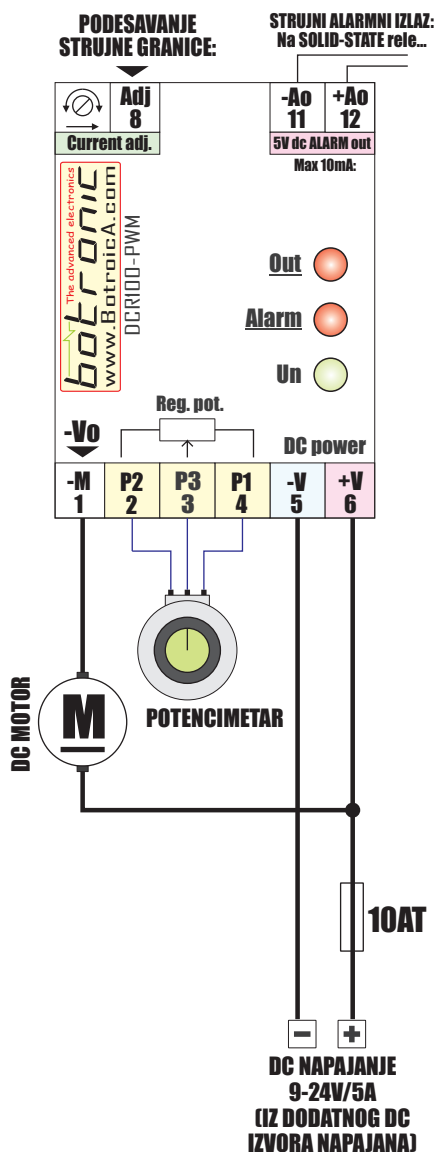 PODESAVANJE
STRUJNE GRANICE:
STRUJNI ALARMNI IZLAZ:
Na SOLID-STATE rele...
Adj
8
-Ao
11
+Ao
12
Current adj.
5V dc ALARM out
Max 10mA:
The advanced electronics
botronic
www.BotroicA.com
DCR100-PWM
Out
Alarm
Un
Reg. pot.
-Vo
DC power
-M
1
P2
2
P3
3
P1
4
-V
5
+V
6
DC MOTOR
M
POTENCIMETAR
10AT
− +
DC NAPAJANJE
9-24V/5A
(IZ DODATNOG DC
IZVORA NAPAJANA)